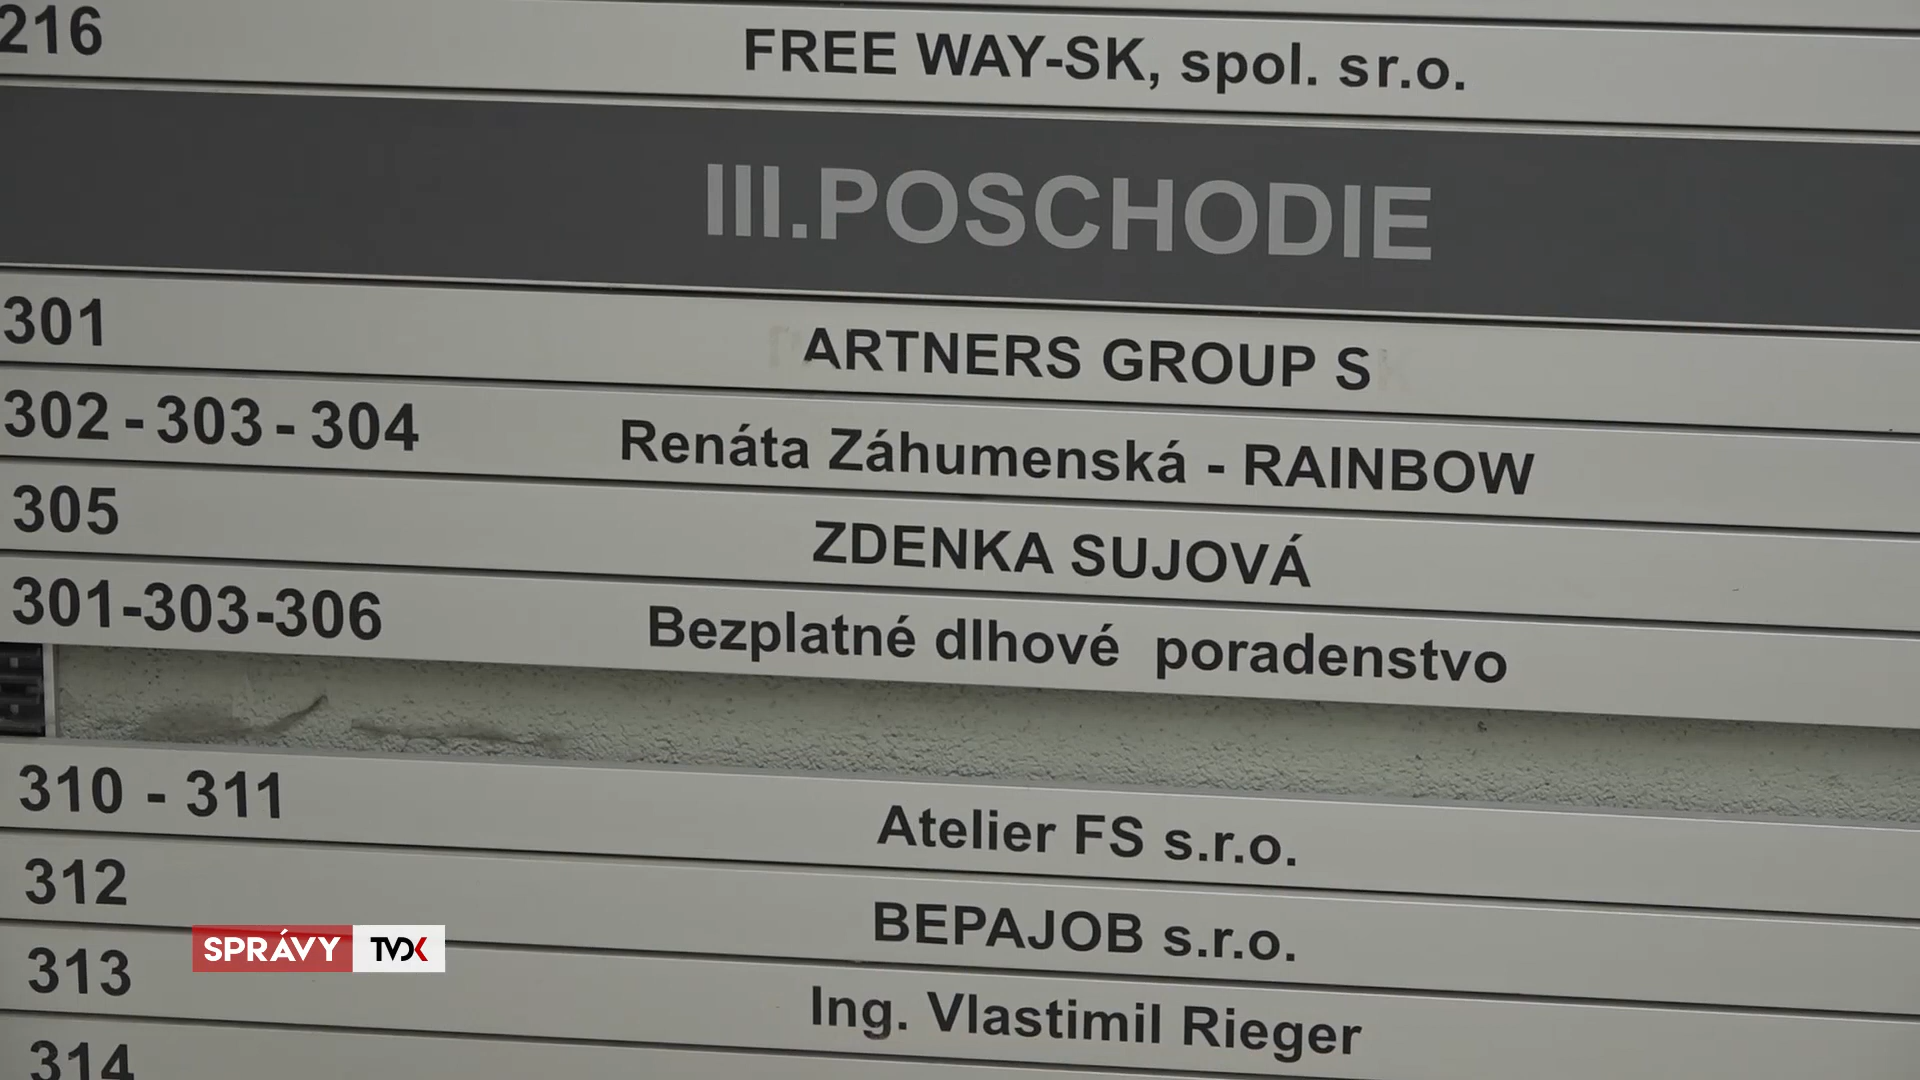 216 FREE WAY-SK, spol. sr.o.
III.POSCHODIE
301 ARTNERS GROUP S
302 - 303 - 304 Renáta Záhumenská - RAINBOW
305 ZDENKA SUJOVÁ
301-303-306 Bezplatné dlhové poradenstvo
310 - 311 Atelier FS s.r.o.
312 BEPAJOB s.r.o.
313 Ing. Vlastimil Rieger
314
SPRÁVY TVDK